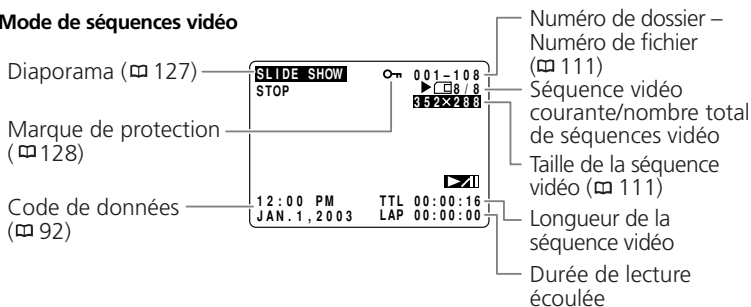 Mode de séquences vidéo
Diaporama (📖 127)
Marque de protection
(📖 128)
Code de données
(📖 92)
SLIDE SHOW
STOP
001–108
8/8
352×288
12:00 PM
JAN.1,2003
TTL 00:00:16
LAP 00:00:00
Numéro de dossier –
Numéro de fichier
(📖 111)
Séquence vidéo
courante/nombre total
de séquences vidéo
Taille de la séquence
vidéo (📖 111)
Longueur de la
séquence vidéo
Durée de lecture
écoulée